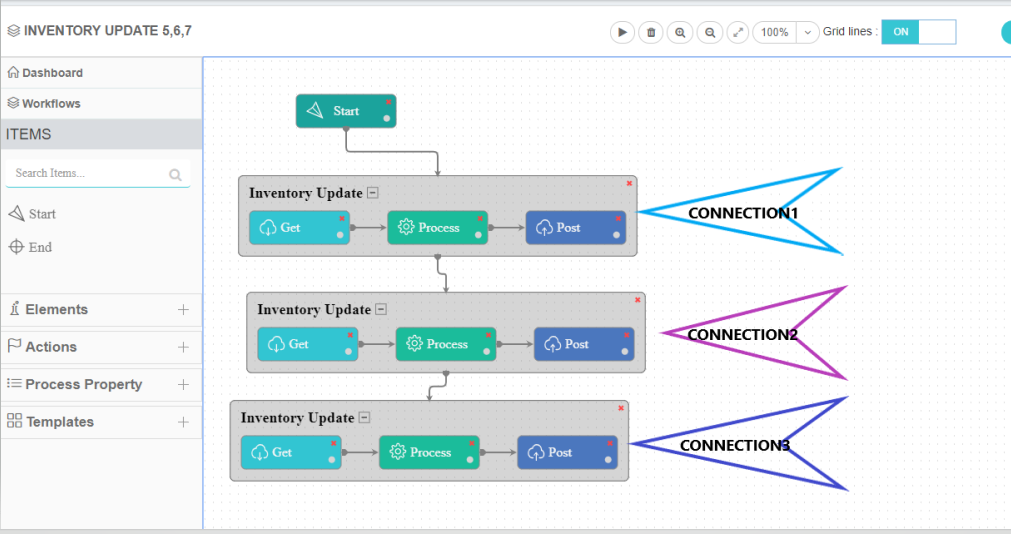 INVENTORY UPDATE 5,6,7
100%
Grid lines :
ON
Dashboard
Workflows
ITEMS
Search Items...
Start
End
Elements
Actions
Process Property
Templates
Start
Inventory Update
Get
Process
Post
CONNECTION1
Inventory Update
Get
Process
Post
CONNECTION2
Inventory Update
Get
Process
Post
CONNECTION3